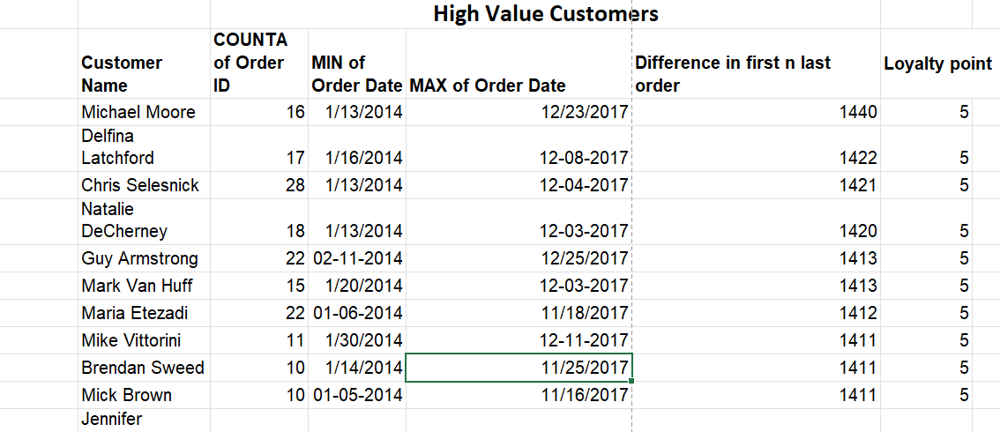 High Value Customers
Customer Name COUNTA of Order ID MIN of Order Date MAX of Order Date Difference in first n last order Loyalty point
Michael Moore 16 1/13/2014 12/23/2017 1440 5
Delfina Latchford 17 1/16/2014 12-08-2017 1422 5
Chris Selesnick 28 1/13/2014 12-04-2017 1421 5
Natalie DeCherney 18 1/13/2014 12-03-2017 1420 5
Guy Armstrong 22 02-11-2014 12/25/2017 1413 5
Mark Van Huff 15 1/20/2014 12-03-2017 1413 5
Maria Etezadi 22 01-06-2014 11/18/2017 1412 5
Mike Vittorini 11 1/30/2014 12-11-2017 1411 5
Brendan Sweed 10 1/14/2014 11/25/2017 1411 5
Mick Brown 10 01-05-2014 11/16/2017 1411 5
Jennifer